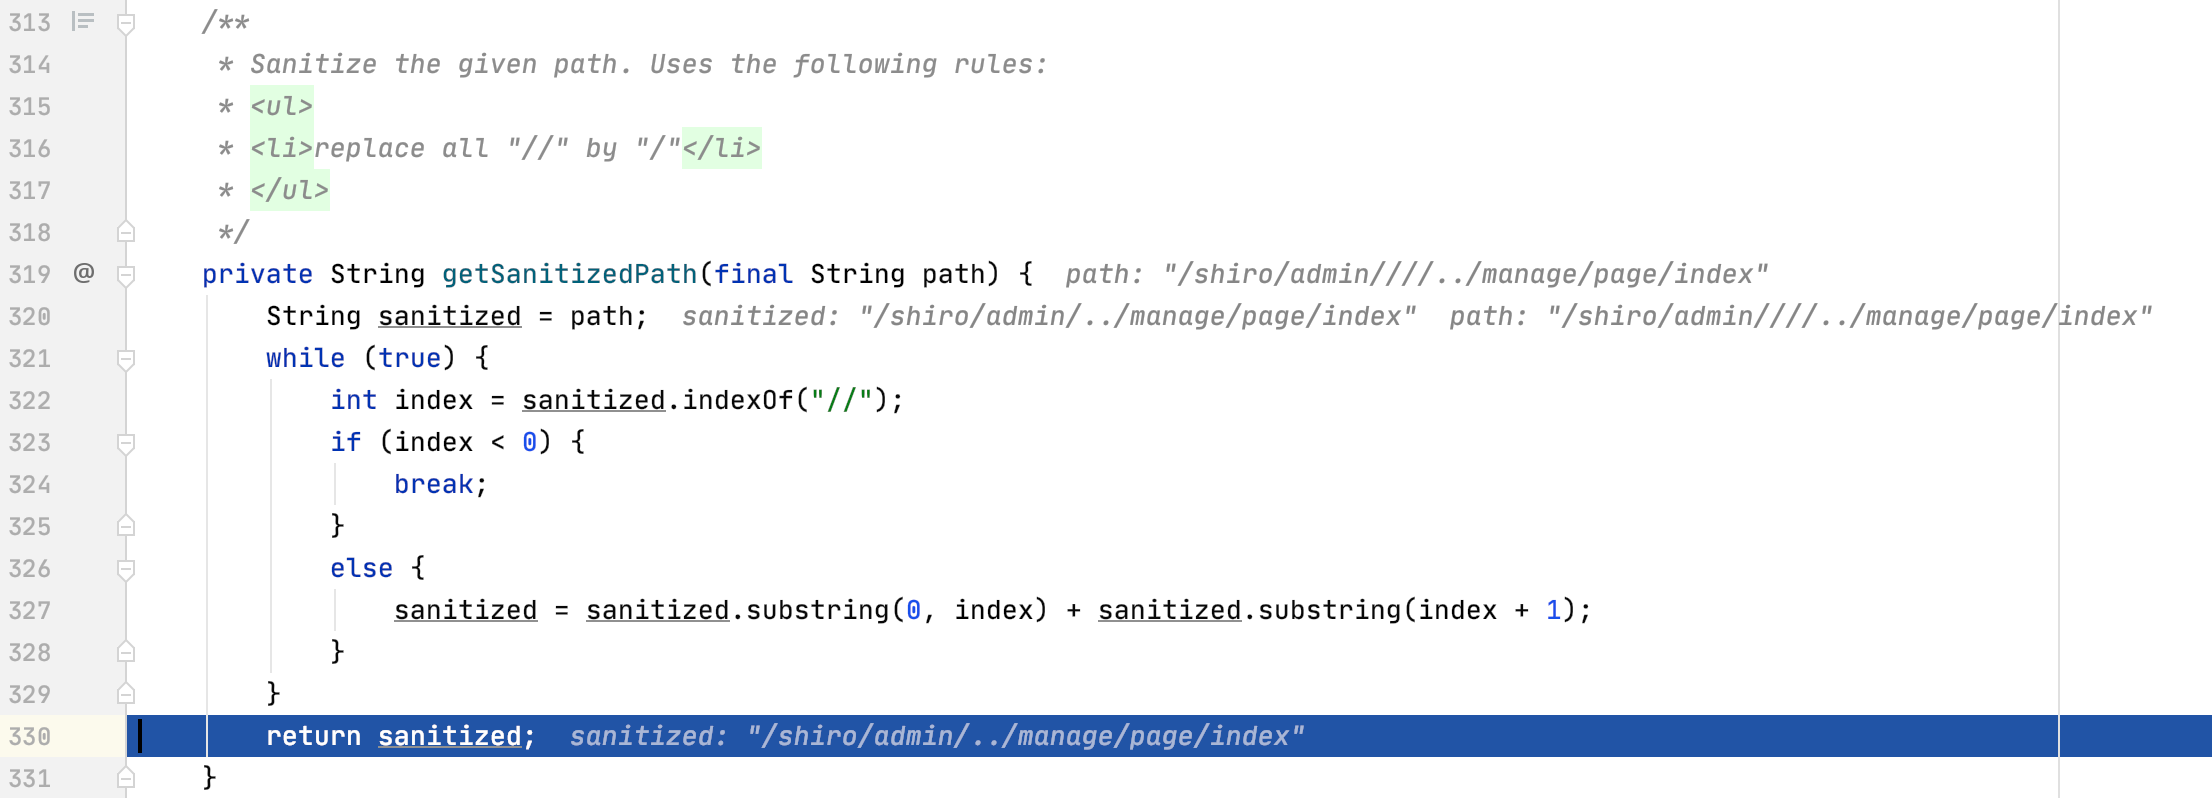 313 /**
314 * Sanitize the given path. Uses the following rules:
315 * <ul>
316 * <li>replace all "//" by "/"</li>
317 * </ul>
318 */
319 @ private String getSanitizedPath(final String path) { path: "/shiro/admin////../manage/page/index"
320 String sanitized = path; sanitized: "/shiro/admin/../manage/page/index" path: "/shiro/admin////../manage/page/index"
321 while (true) {
322 int index = sanitized.indexOf("//");
323 if (index < 0) {
324 break;
325 }
326 else {
327 sanitized = sanitized.substring(0, index) + sanitized.substring(index + 1);
328 }
329 }
330 return sanitized; sanitized: "/shiro/admin/../manage/page/index"
331 }